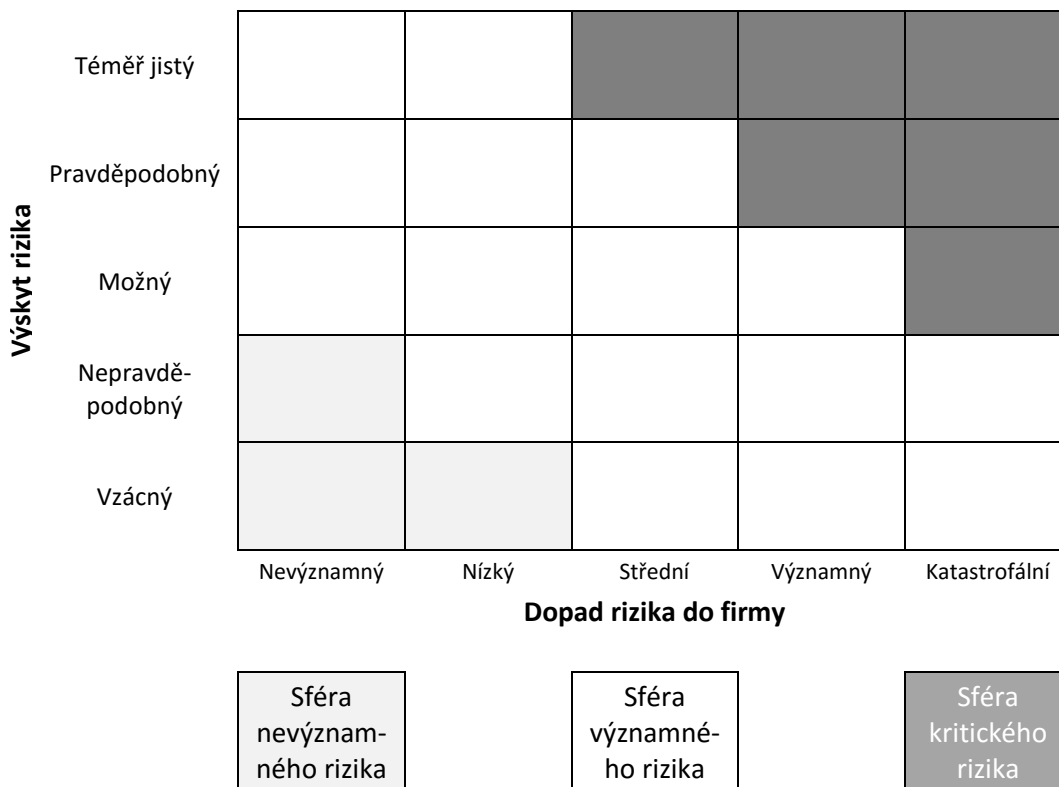 Výskyt rizika
Téměř jistý
Pravděpodobný
Možný
Nepravdě-
podobný
Vzácný
Nevýznamný
Nízký
Střední
Významný
Katastrofální
Dopad rizika do firmy
Sféra
nevýznam-
ného rizika
Sféra
významné-
ho rizika
Sféra
kritického
rizika